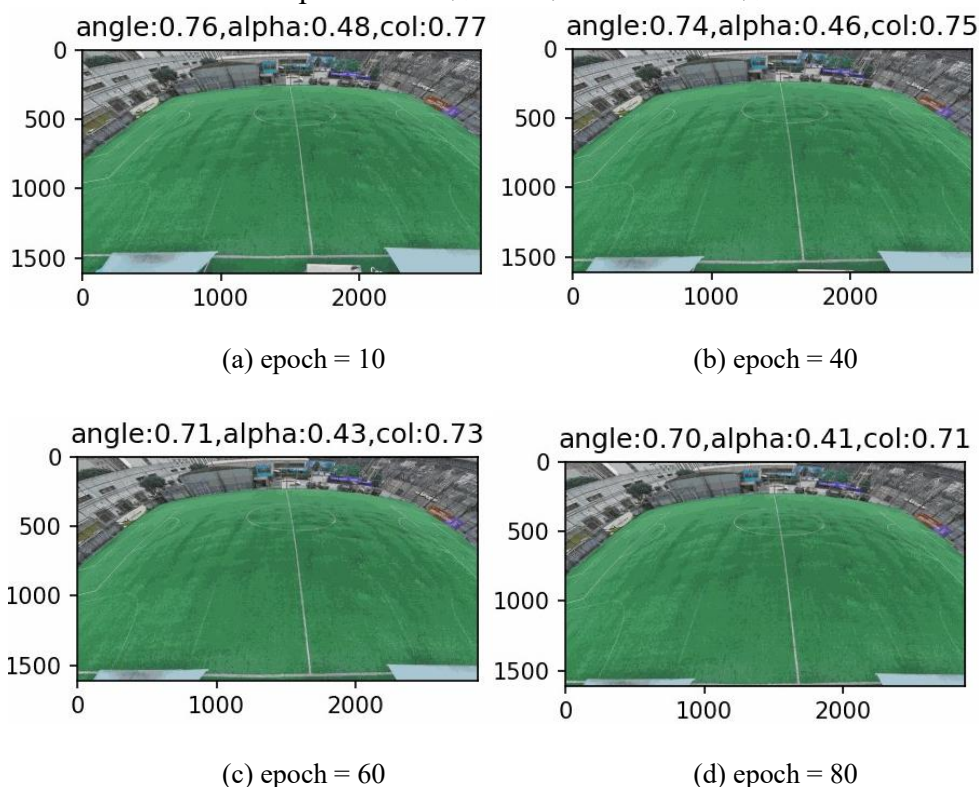 angle:0.76,alpha:0.48,col:0.77
0
500
1000
1500
0 1000 2000
(a) epoch = 10
angle:0.74,alpha:0.46,col:0.75
0
500
1000
1500
0 1000 2000
(b) epoch = 40
angle:0.71,alpha:0.43,col:0.73
0
500
1000
1500
0 1000 2000
(c) epoch = 60
angle:0.70,alpha:0.41,col:0.71
0
500
1000
1500
0 1000 2000
(d) epoch = 80